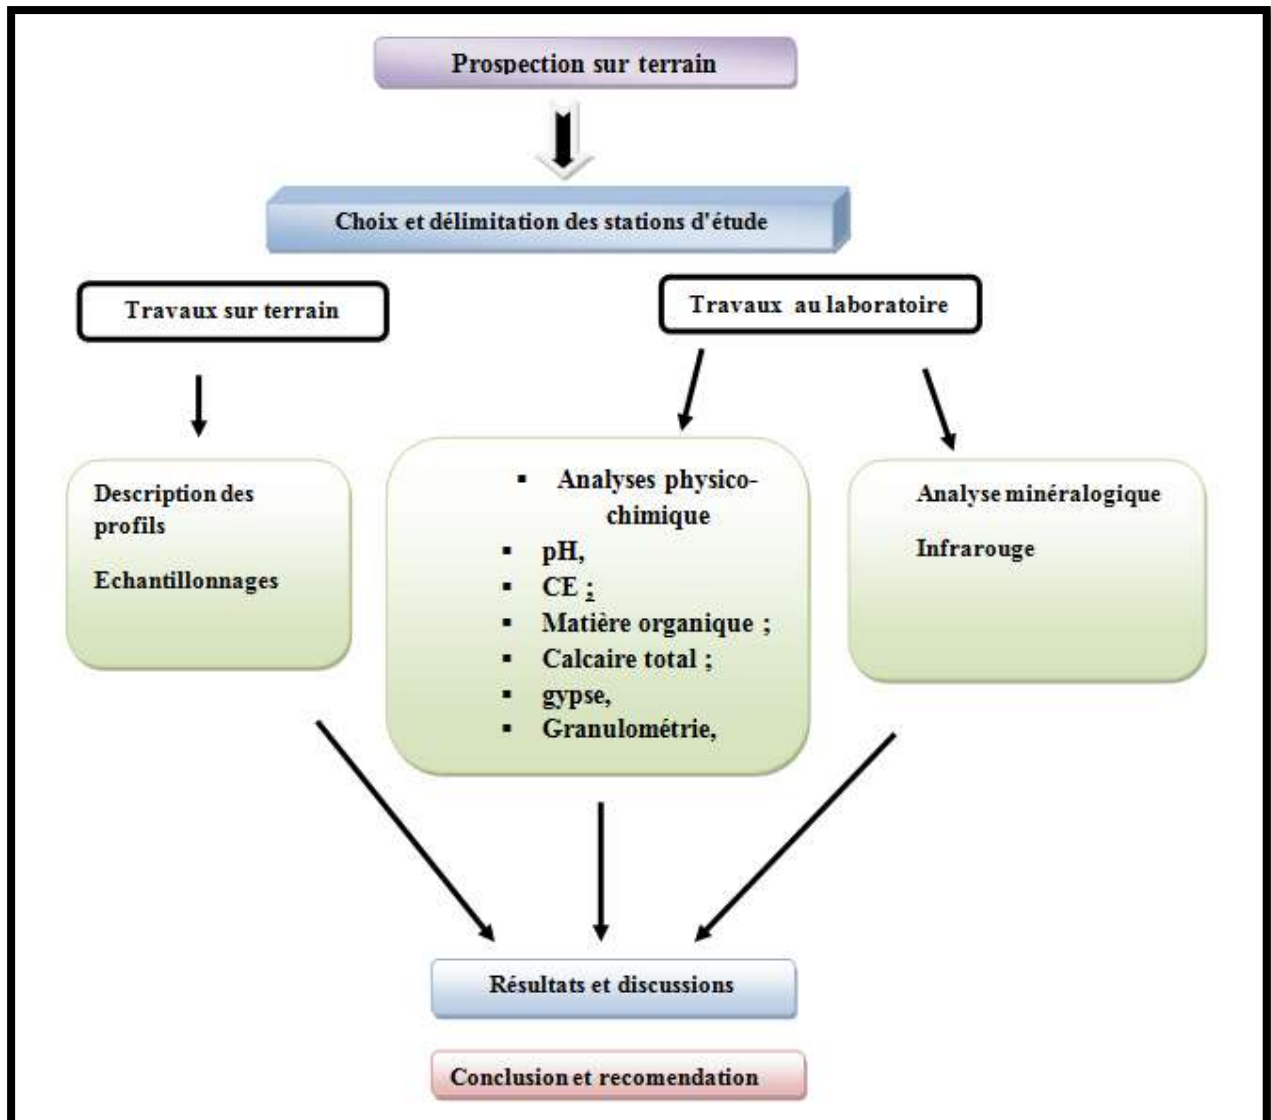 Prospection sur terrain
Choix et délimitation des stations d'étude
Travaux sur terrain
Travaux au laboratoire
Description des
profils
Echantillonnages
▪ Analyses physico-
chimique
▪ pH,
▪ CE ;
▪ Matière organique ;
▪ Calcaire total ;
▪ gypse,
▪ Granulométrie,
Analyse minéralogique
Infrarouge
Résultats et discussions
Conclusion et recomendation